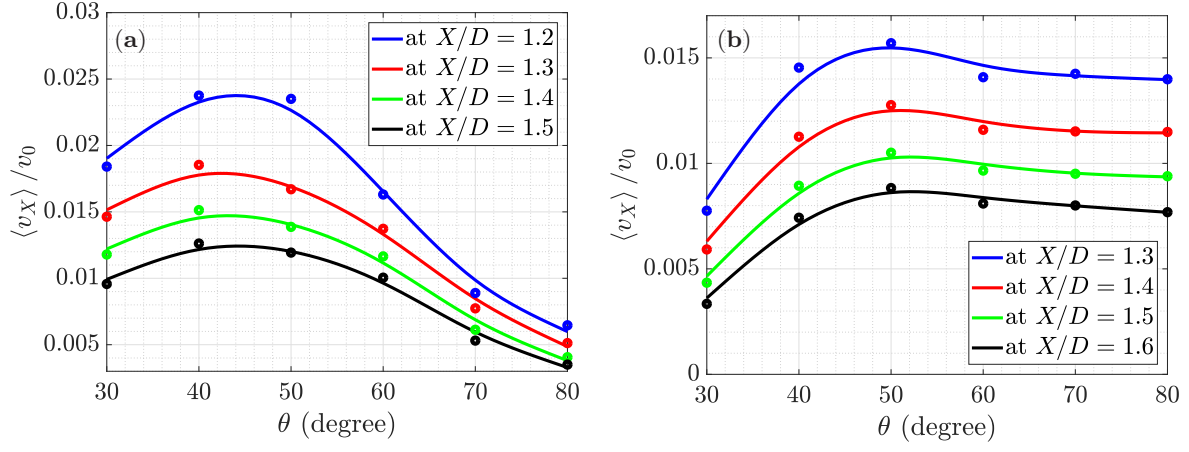 (a)
at X/D = 1.2
at X/D = 1.3
at X/D = 1.4
at X/D = 1.5
0.03
0.025
0.02
0.015
0.01
0.005
30 40 50 60 70 80
θ (degree)
⟨v_X⟩/v_0
(b)
at X/D = 1.3
at X/D = 1.4
at X/D = 1.5
at X/D = 1.6
0.015
0.01
0.005
0
30 40 50 60 70 80
θ (degree)
⟨v_X⟩/v_0